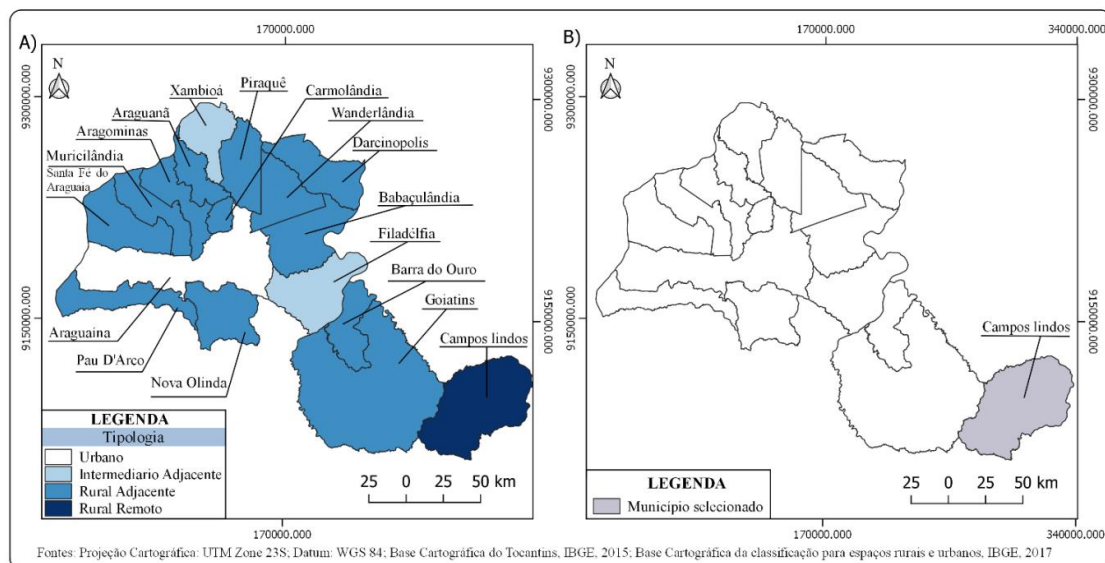 170000.000
170000.000
340000.000
A)
B)
N
N
Xambioá
Piraquê
Carmolândia
Araguanã
Wanderlândia
Aragominas
Darcinopolis
Muricilândia
Santa Fé do
Araguaia
Babaçulândia
Filadélfia
Barra do Ouro
Goiatins
Araguaina
Campos lindos
Pau D'Arco
Nova Olinda
9300000.000
9300000.000
9300000.000
9150000.000
9150000.000
9150000.000
Campos lindos
LEGENDA
Tipologia
Urbano
Intermediario Adjacente
Rural Adjacente
Rural Remoto
25 0 25 50 km
LEGENDA
Município selecionado
25 0 25 50 km
170000.000
170000.000
340000.000
Fontes: Projeção Cartográfica: UTM Zone 23S; Datum: WGS 84; Base Cartográfica do Tocantins, IBGE, 2015; Base Cartográfica da classificação para espaços rurais e urbanos, IBGE, 2017